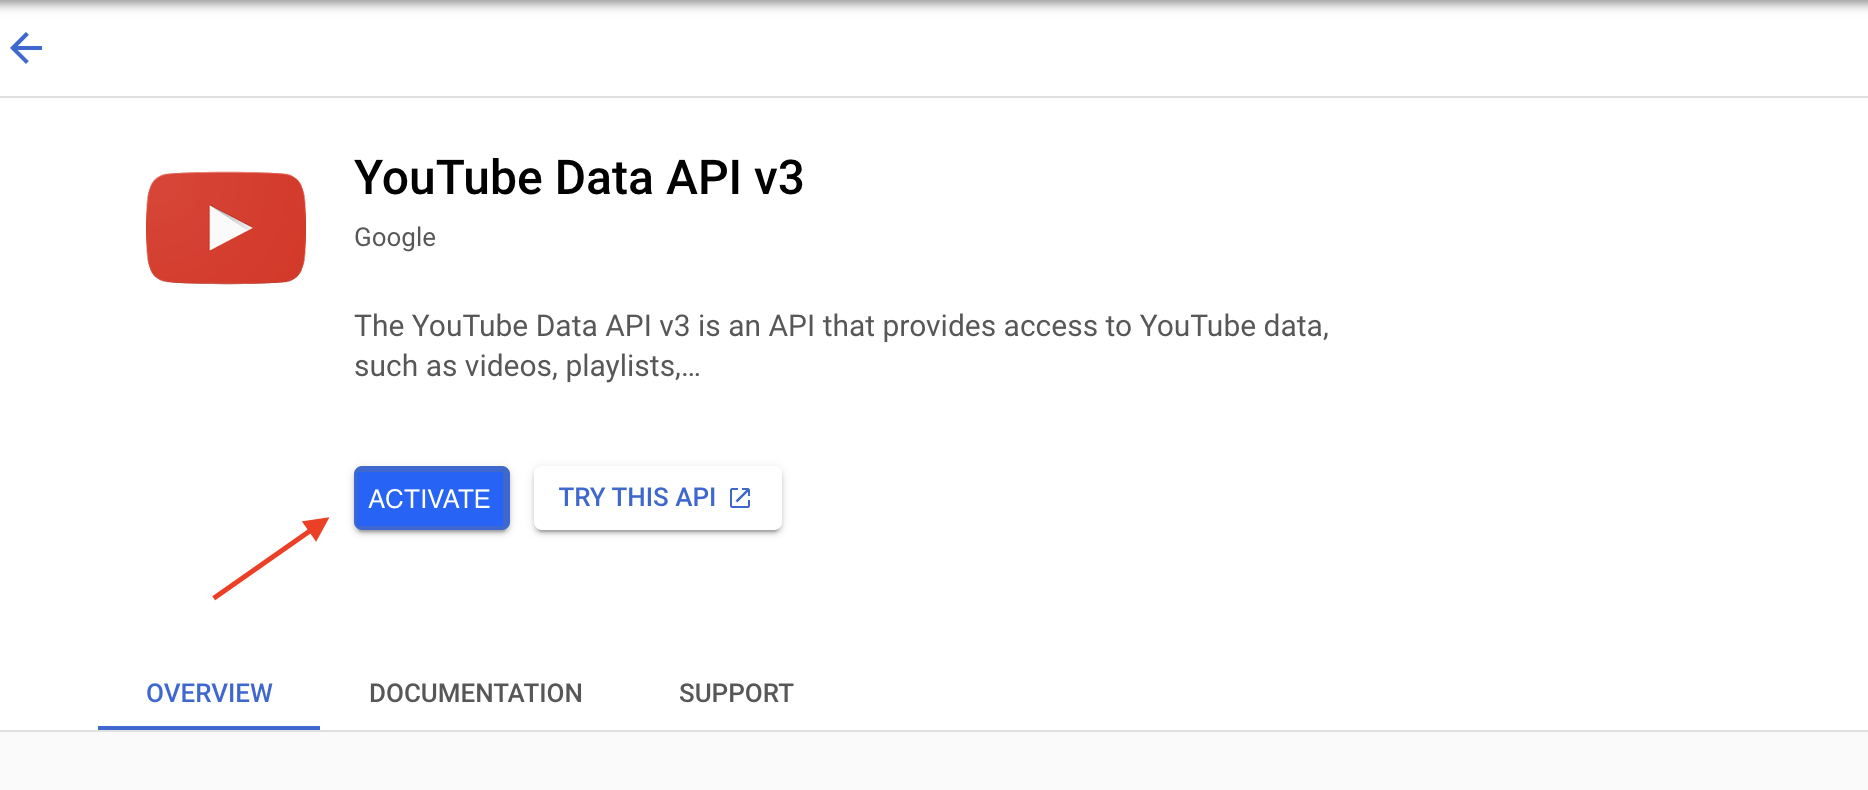 YouTube Data API v3
Google
The YouTube Data API v3 is an API that provides access to YouTube data,
such as videos, playlists,...
ACTIVATE
TRY THIS API
OVERVIEW
DOCUMENTATION
SUPPORT